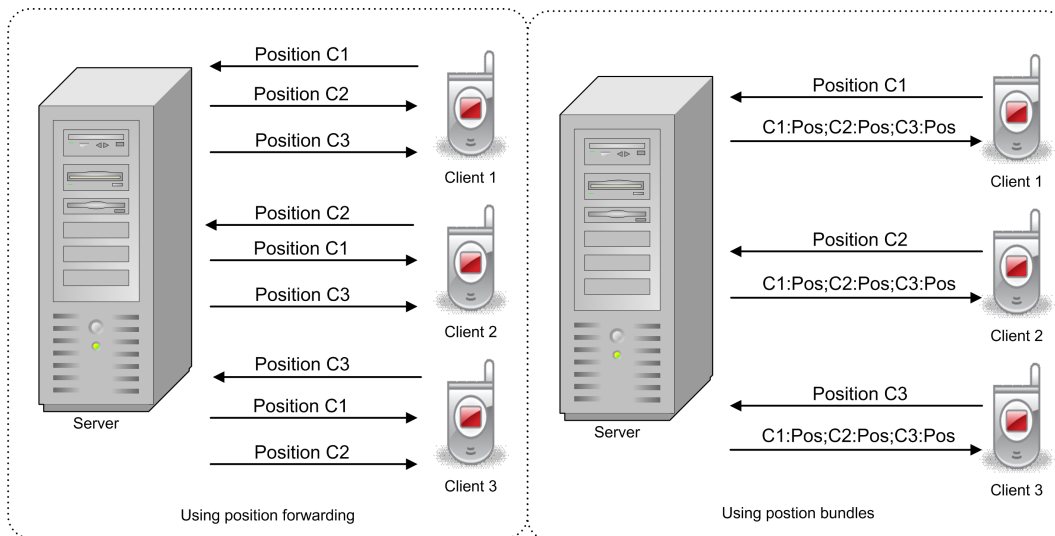 Position C1
Position C2
Position C3
Client 1
Position C2
Position C1
Position C3
Client 2
Position C3
Position C1
Position C2
Client 3
Server
Using position forwarding
Position C1
C1:Pos;C2:Pos;C3:Pos
Client 1
Position C2
C1:Pos;C2:Pos;C3:Pos
Client 2
Position C3
C1:Pos;C2:Pos;C3:Pos
Client 3
Server
Using postion bundles